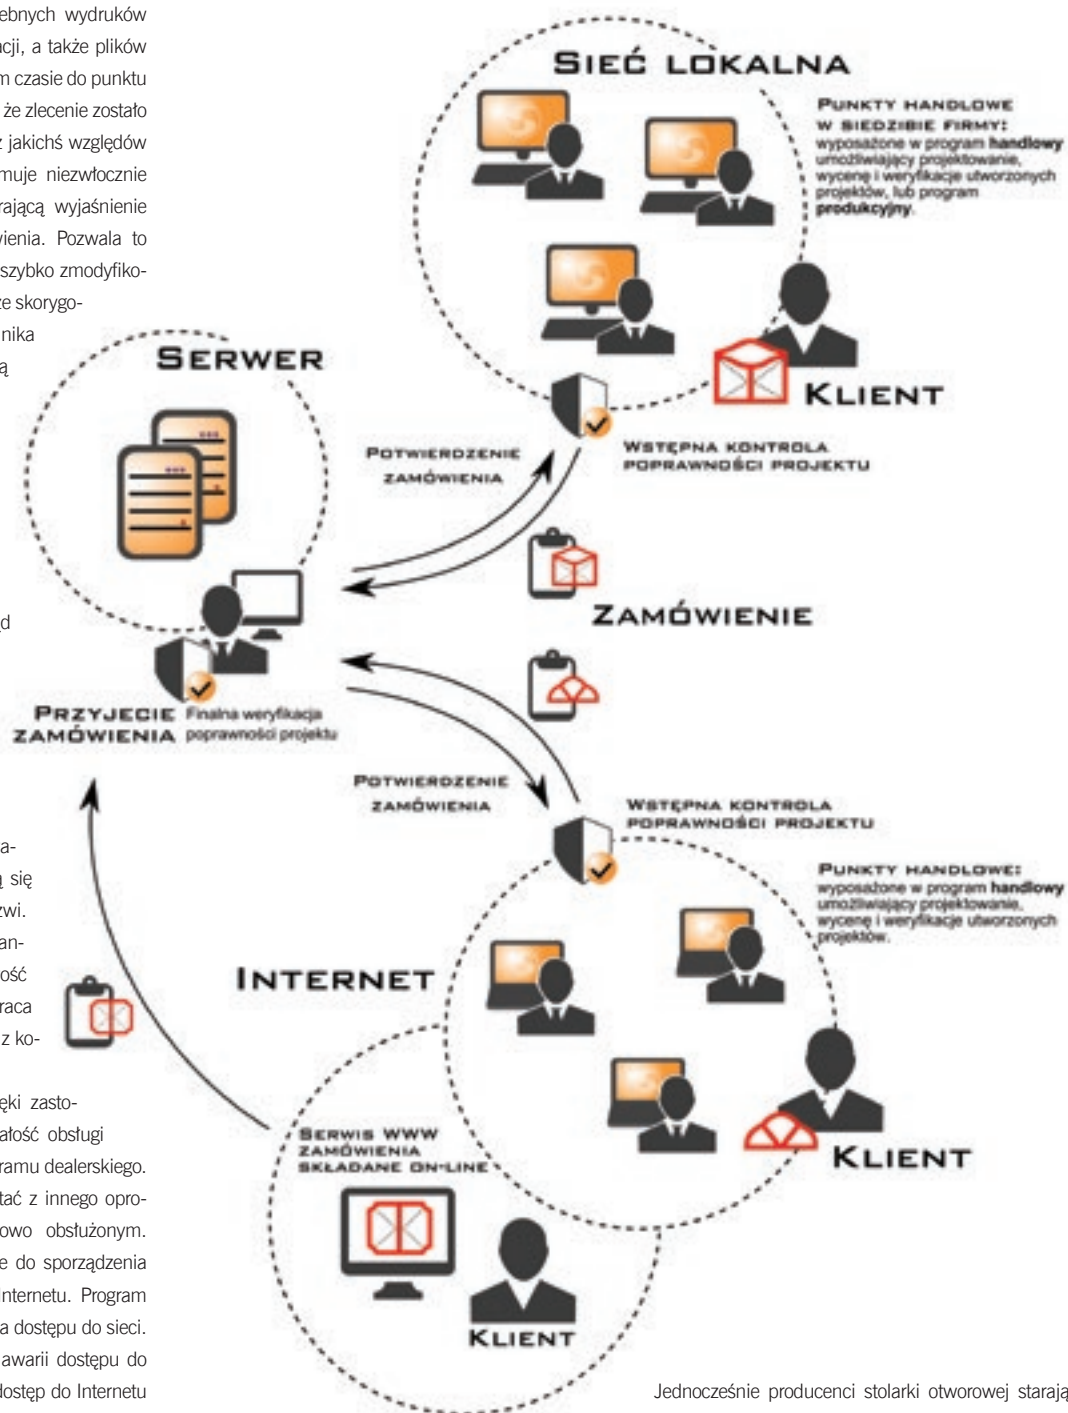 ebnych wydruków
acji, a także plików
m czasie do punktu
że zlecenie zostało
z jakichś względów
muje niezwłocznie
rającą wyjaśnienie
wienia. Pozwala to
szybko zmodyfiko-
ze skorygo-
nika
ą
d
a-
ą się
zwi.
an-
ość
raca
z ko-
ęki zasto-
ałość obsługi
ramu dealerskiego.
tać z innego opro-
owo obsłużonym.
e do sporządzenia
Internetu. Program
a dostępu do sieci.
awarii dostępu do
dostęp do Internetu
SIEĆ LOKALNA
PUNKTY HANDLOWE
W SIEDZIBIE FIRMY:
wyposażone w program handlowy
umożliwiający projektowanie,
wycenę i weryfikacje utworzonych
projektów, lub program
produkcyjny.
KLIENT
SERWER
POTWIERDZENIE
ZAMÓWIENIA
WSTĘPNA KONTROLA
POPRAWNOŚCI PROJEKTU
ZAMÓWIENIE
PRZYJĘCIE
ZAMÓWIENIA
Finalna weryfikacja
poprawności projektu
POTWIERDZENIE
ZAMÓWIENIA
WSTĘPNA KONTROLA
POPRAWNOŚCI PROJEKTU
PUNKTY HANDLOWE:
wyposażone w program handlowy
umożliwiający projektowanie,
wycenę i weryfikacje utworzonych
projektów.
INTERNET
KLIENT
SERWIS WWW
ZAMÓWIENIA
SKŁADANE ON-LINE
KLIENT
Jednocześnie producenci stolarki otworowej starają